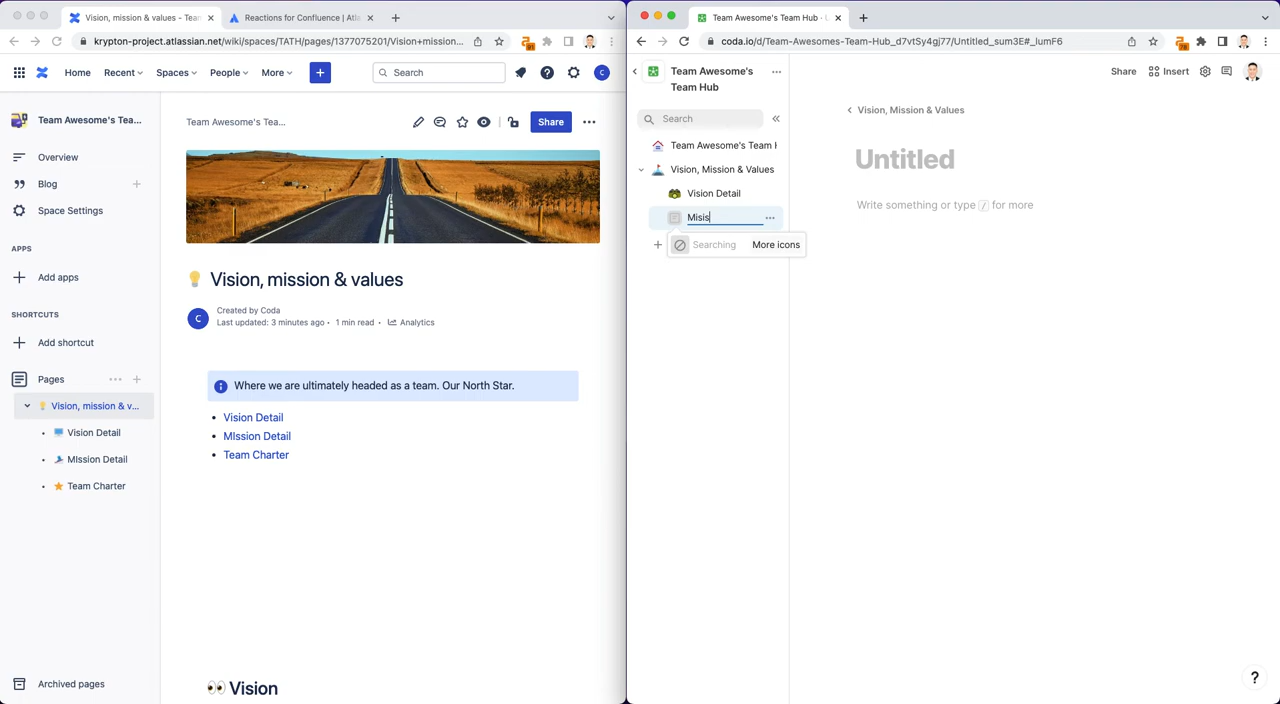 Vision, mission & values - Team
Reactions for Confluence | Atla
krypton-project.atlassian.net/wiki/spaces/TATH/pages/1377075201/Vision+mission...
Home
Recent
Spaces
People
More
+
Search
C
Team Awesome's Tea...
Overview
Blog
Space Settings
APPS
Add apps
SHORTCUTS
Add shortcut
Pages
Vision, mission & v...
Vision Detail
MIssion Detail
Team Charter
Archived pages
Team Awesome's Tea...
Share
Vision, mission & values
C
Created by Coda
Last updated: 3 minutes ago • 1 min read • Analytics
Where we are ultimately headed as a team. Our North Star.
• Vision Detail
• MIssion Detail
• Team Charter
👀 Vision
Team Awesome's Team Hub ·
coda.io/d/Team-Awesomes-Team-Hub_d7vtSy4gj77/Untitled_sum3E#_lumF6
Team Awesome's
Team Hub
Search
Team Awesome's Team H
Vision, Mission & Values
Vision Detail
Misis
Searching
More icons
Share
Insert
Vision, Mission & Values
Untitled
Write something or type / for more
?